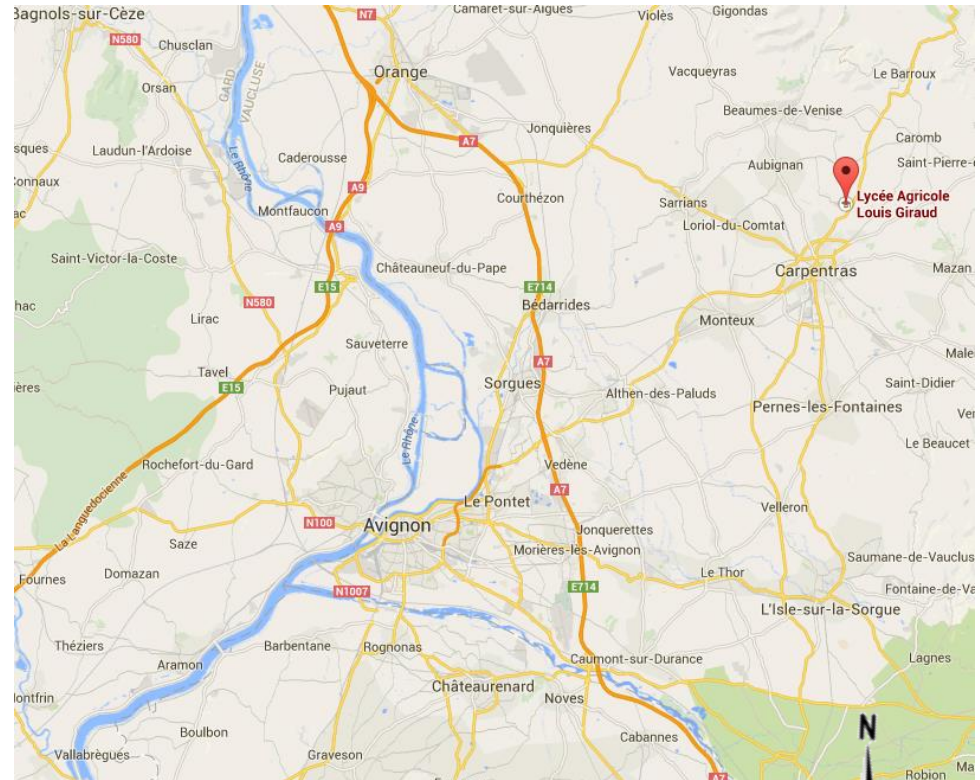 Bagnols-sur-Cèze
Camaret-sur-Aigues
Violès
Gigondas
N7
N580
Chusclan
Orange
Vacqueyras
Le Barroux
Orsan
GARD
VAUCLUSE
Beaumes-de-Venise
Jonquières
A7
Caromb
Laudun-l'Ardoise
Caderousse
Le Rhône
Aubignan
Saint-Pierre-d
A9
Courthézon
Sarrians
Lycée Agricole
Louis Giraud
Montfaucon
A9
Loriol-du-Comtat
Saint-Victor-la-Coste
Châteauneuf-du-Pape
Carpentras
Mazan
E15
E714
N580
Bédarrides
Lirac
Monteux
Sauveterre
A7
Tavel
E15
Pujaut
Sorgues
Althen-des-Paluds
Saint-Didier
Pernes-les-Fontaines
Le Rhône
Le Beaucet
Rochefort-du-Gard
Vedène
La Languedocienne
A7
Le Pontet
Velleron
N100
Avignon
Jonquerettes
Saze
Morières-lès-Avignon
Saumane-de-Vaucluse
Fournes
Domazan
Le Thor
N1007
E714
Fontaine-de-Va
L'Isle-sur-la-Sorgue
Théziers
Barbentane
Rognonas
Aramon
Caumont-sur-Durance
Lagnes
Châteaurenard
Noves
Boulbon
Cabannes
N
Vallabrègues
Graveson
A7
Robion